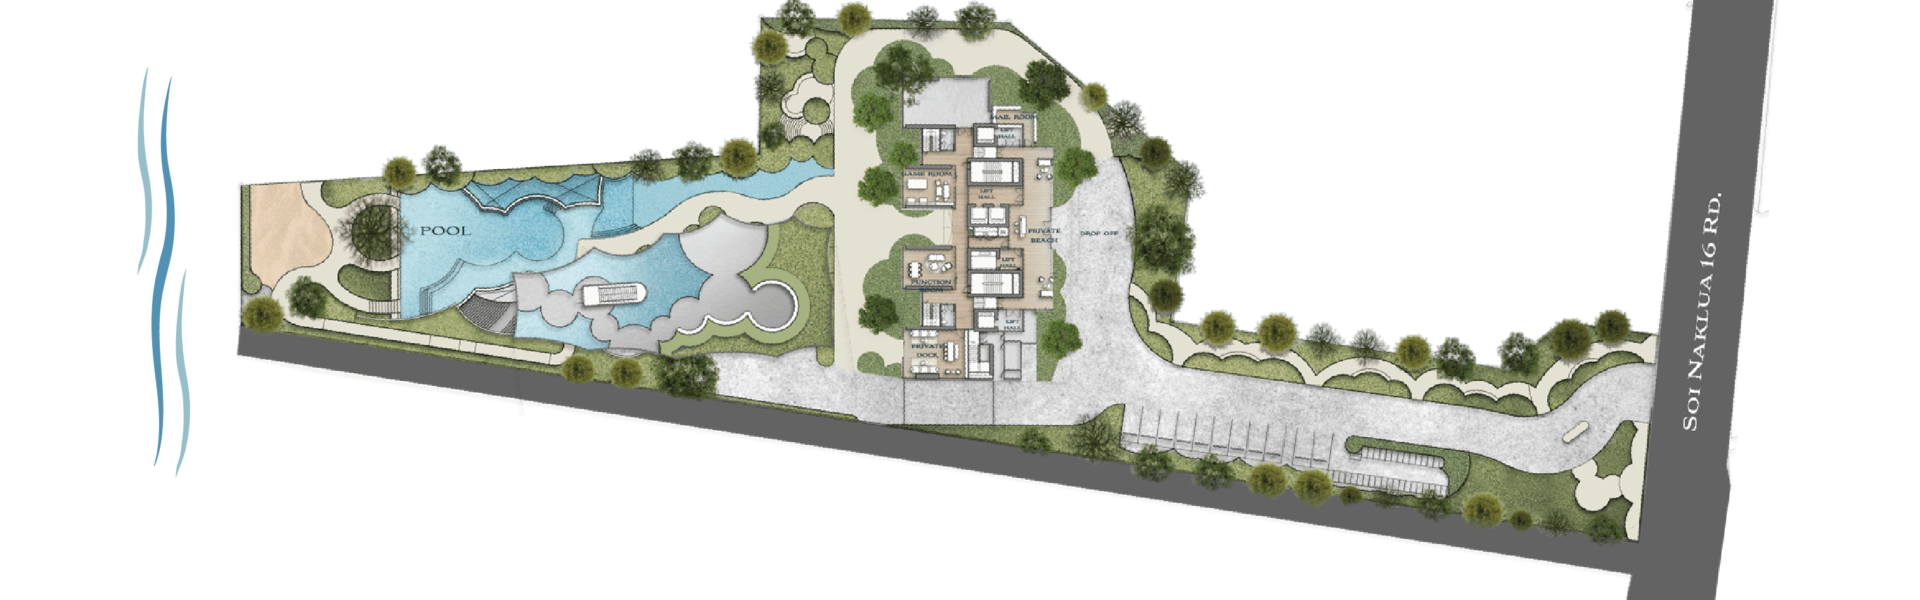 MAIL ROOM
LIFT
HALL
GAME ROOM
LIFT
HALL
POOL
PRIVATE
BEACH
DROP OFF
LIFT
HALL
FUNCTION
ROOM
LIFT
HALL
PRIVATE
DOCK
SOI NAKLUA 16 RD.